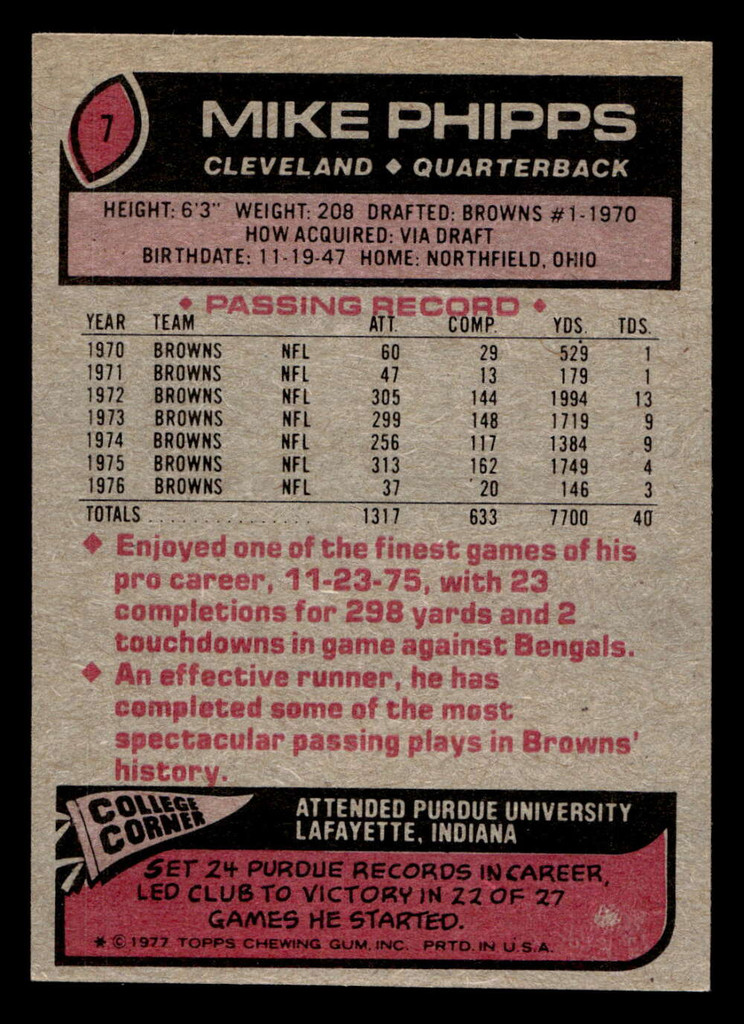 7
MIKE PHIPPS
CLEVELAND ♦ QUARTERBACK
HEIGHT: 6'3" WEIGHT: 208 DRAFTED: BROWNS #1-1970
HOW ACQUIRED: VIA DRAFT
BIRTHDATE: 11-19-47 HOME: NORTHFIELD, OHIO
♦ PASSING RECORD ♦
YEAR TEAM ATT. COMP. YDS. TDS.
1970 BROWNS NFL 60 29 529 1
1971 BROWNS NFL 47 13 179 1
1972 BROWNS NFL 305 144 1994 13
1973 BROWNS NFL 299 148 1719 9
1974 BROWNS NFL 256 117 1384 9
1975 BROWNS NFL 313 162 1749 4
1976 BROWNS NFL 37 20 146 3
TOTALS . . . . . . . . . . . . . . . 1317 633 7700 40
♦ Enjoyed one of the finest games of his
pro career, 11-23-75, with 23
completions for 298 yards and 2
touchdowns in game against Bengals.
♦ An effective runner, he has
completed some of the most
spectacular passing plays in Browns'
history.
COLLEGE
CORNER
ATTENDED PURDUE UNIVERSITY
LAFAYETTE, INDIANA
SET 24 PURDUE RECORDS IN CAREER,
LED CLUB TO VICTORY IN 22 OF 27
GAMES HE STARTED.
* © 1977 TOPPS CHEWING GUM, INC. PRTD. IN U.S.A.